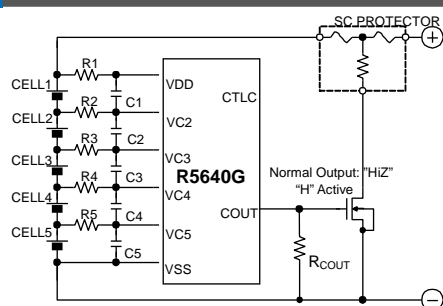 SC PROTECTOR
+
R1
VDD
CTLC
CELL1
C1
R2
VC2
CELL2
C2
R3
VC3
R5640G
Normal Output: "HiZ"
"H" Active
CELL3
C3
R4
VC4
CELL4
C4
COUT
R5
VC5
CELL5
C5
RCOUT
VSS
−